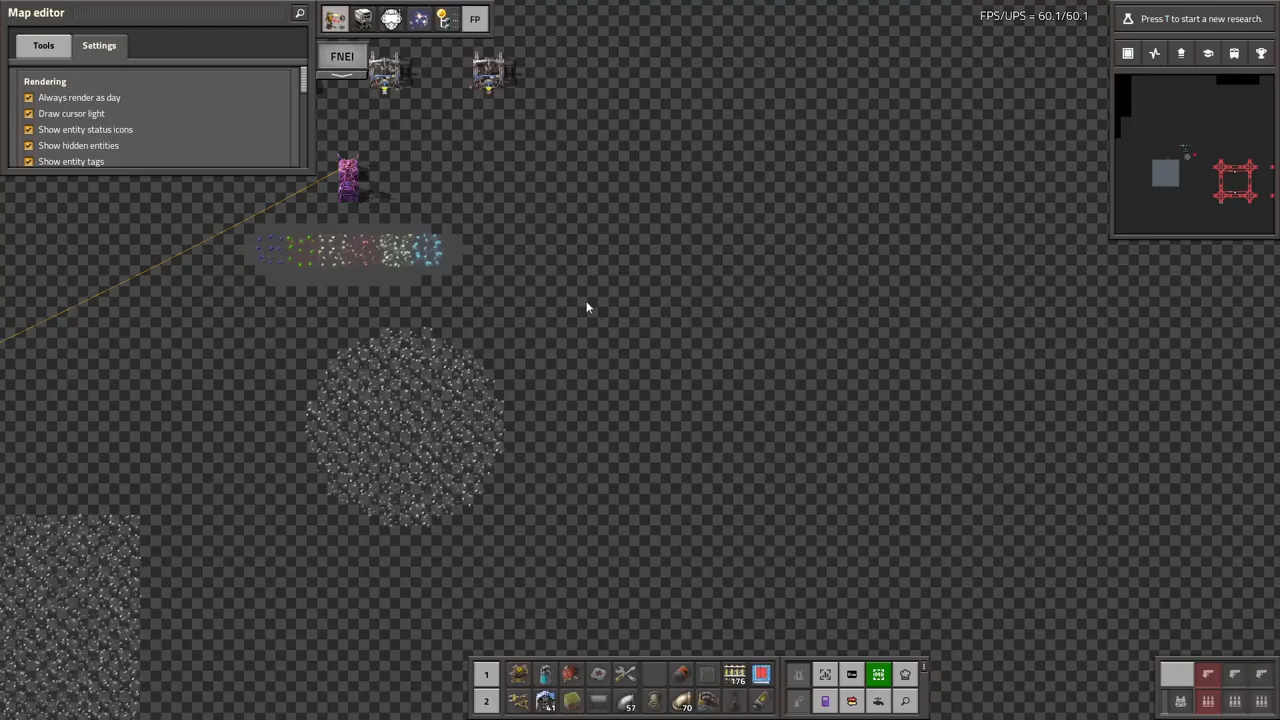 Map editor
Tools
Settings
Rendering
Always render as day
Draw cursor light
Show entity status icons
Show hidden entities
Show entity tags
FP
FNEI
FPS/UPS = 60.1/60.1
Press T to start a new research.
1
176
2
41
57
70